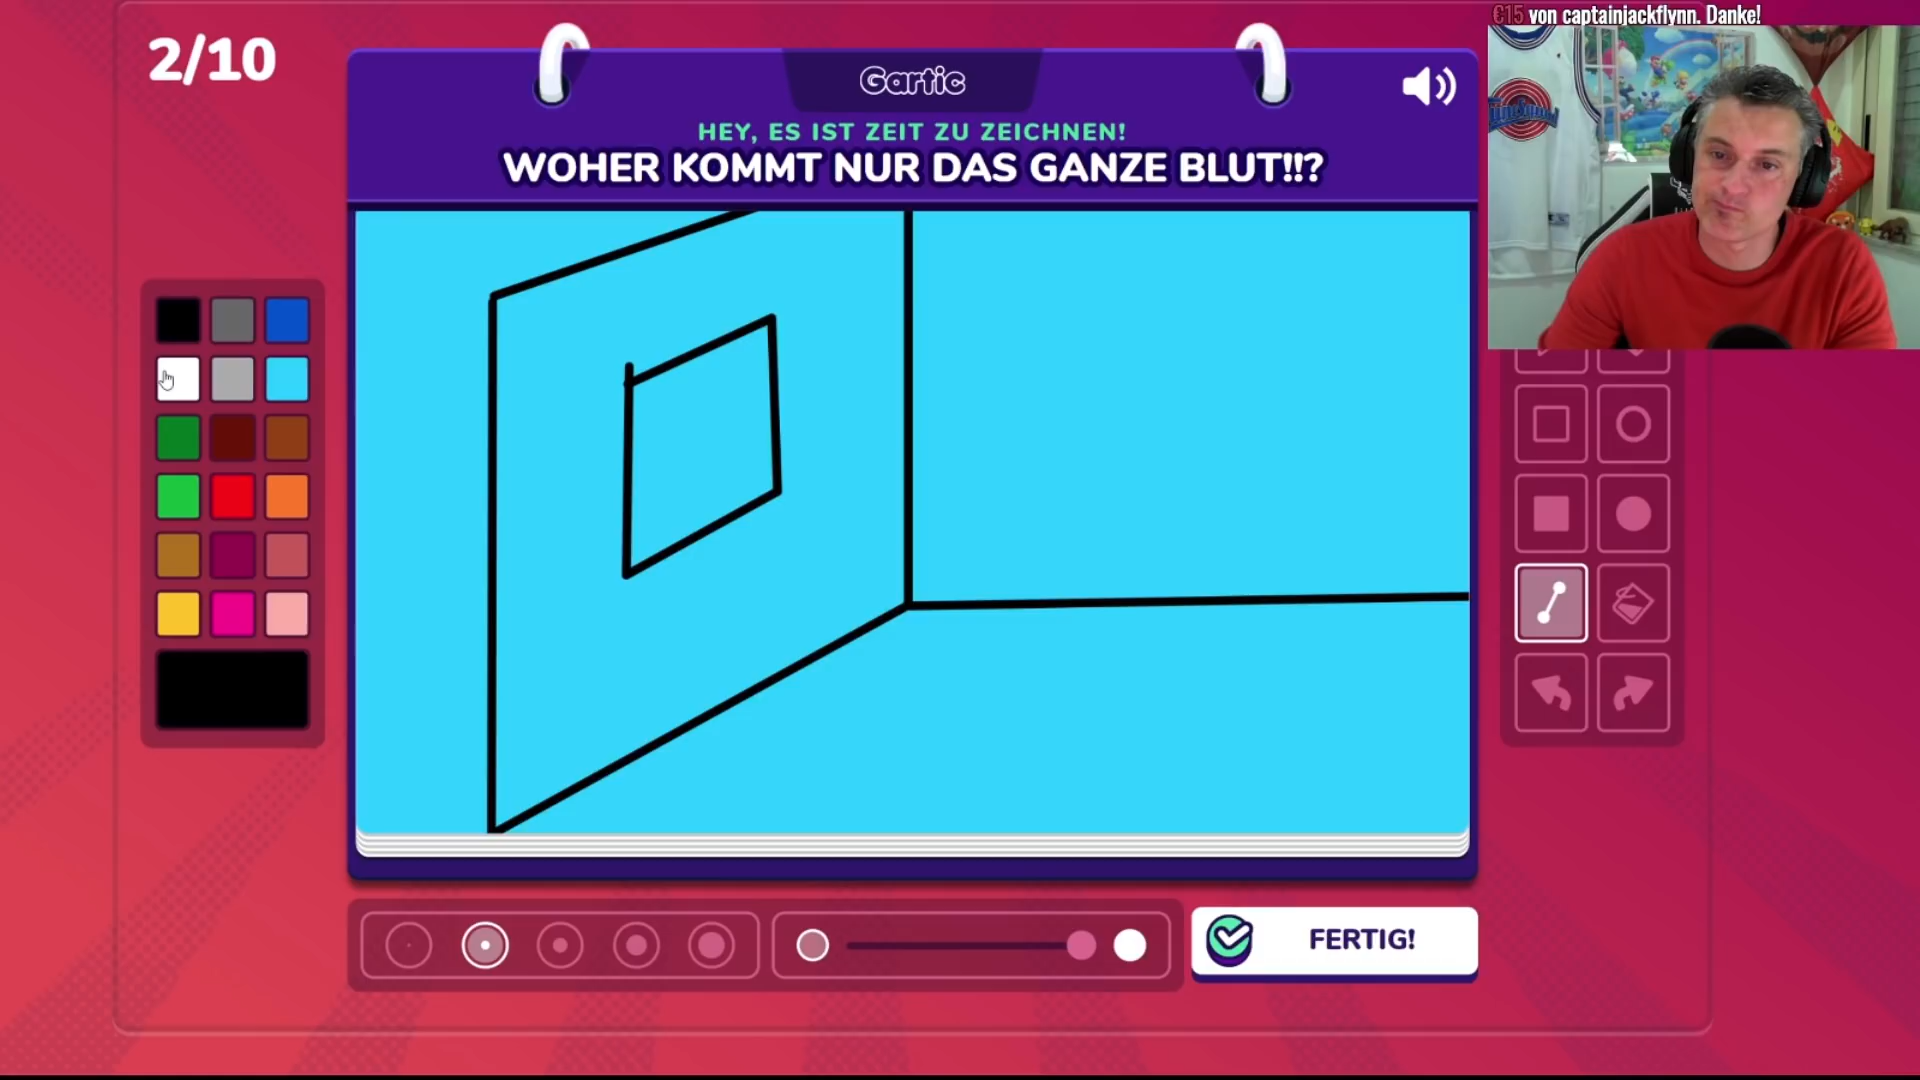 €15 von captainjackflynn. Danke!
2/10
Gartic
HEY, ES IST ZEIT ZU ZEICHNEN!
WOHER KOMMT NUR DAS GANZE BLUT!!!?
FERTIG!